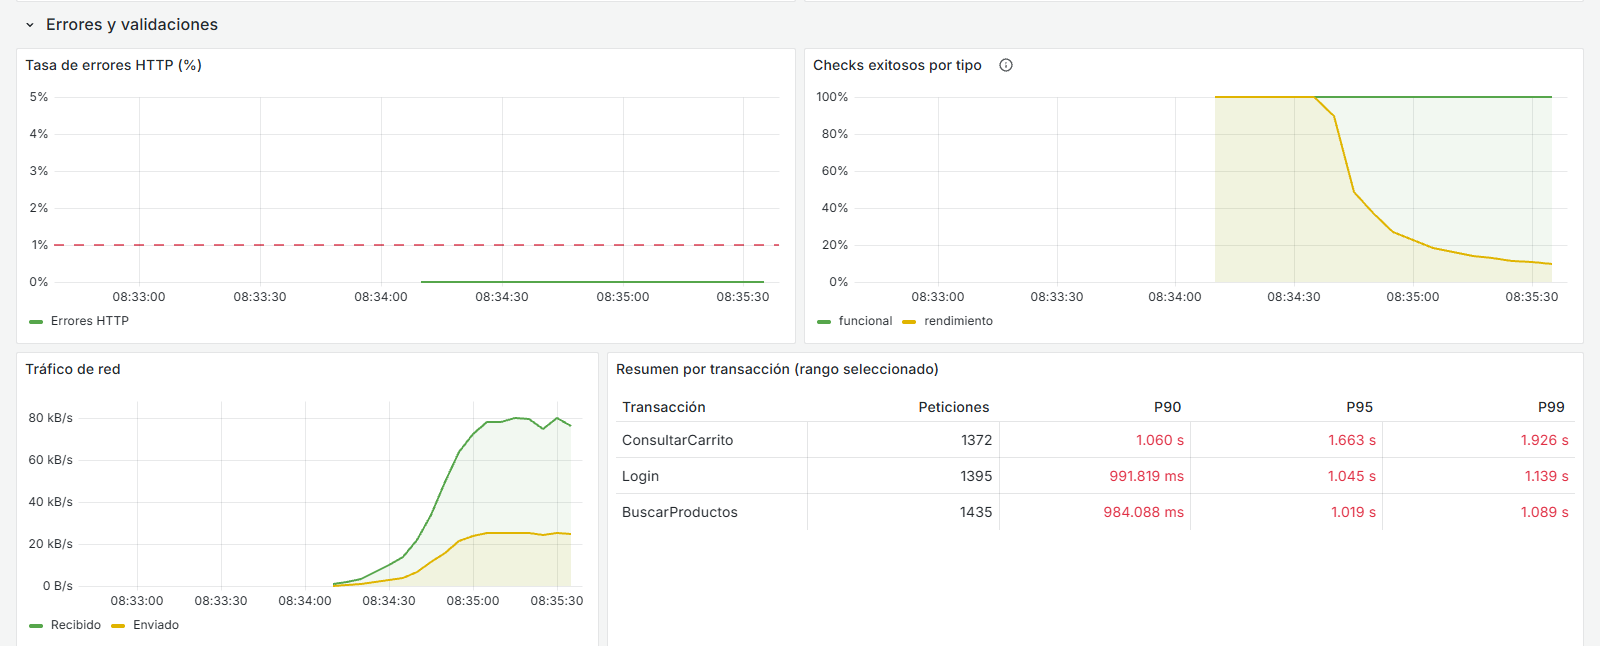 Errores y validaciones
Tasa de errores HTTP (%)
5%
4%
3%
2%
1%
0%
08:33:00 08:33:30 08:34:00 08:34:30 08:35:00 08:35:30
Errores HTTP
Checks exitosos por tipo
100%
80%
60%
40%
20%
0%
08:33:00 08:33:30 08:34:00 08:34:30 08:35:00 08:35:30
funcional rendimiento
Tráfico de red
80 kB/s
60 kB/s
40 kB/s
20 kB/s
0 B/s
08:33:00 08:33:30 08:34:00 08:34:30 08:35:00 08:35:30
Recibido Enviado
Resumen por transacción (rango seleccionado)
Transacción Peticiones P90 P95 P99
ConsultarCarrito 1372 1.060 s 1.663 s 1.926 s
Login 1395 991.819 ms 1.045 s 1.139 s
BuscarProductos 1435 984.088 ms 1.019 s 1.089 s